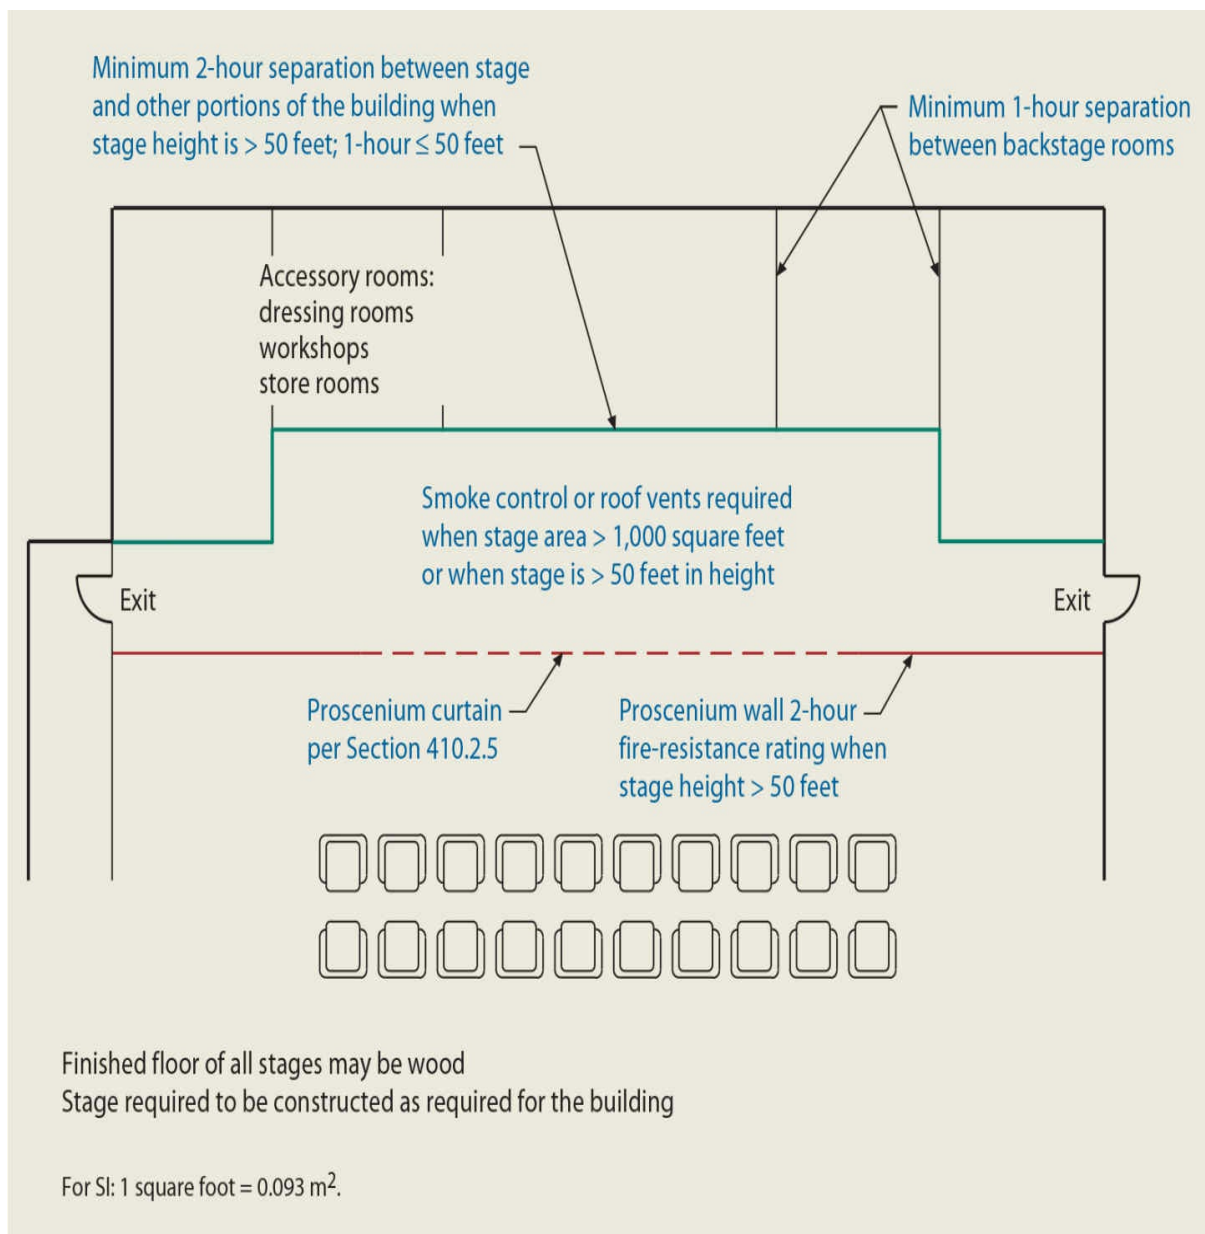 Minimum 2-hour separation between stage
and other portions of the building when
stage height is > 50 feet; 1-hour ≤ 50 feet
Minimum 1-hour separation
between backstage rooms
Accessory rooms:
dressing rooms
workshops
store rooms
Smoke control or roof vents required
when stage area > 1,000 square feet
or when stage is > 50 feet in height
Exit
Exit
Proscenium curtain
per Section 410.2.5
Proscenium wall 2-hour
fire-resistance rating when
stage height > 50 feet
Finished floor of all stages may be wood
Stage required to be constructed as required for the building
For SI: 1 square foot = 0.093 m².